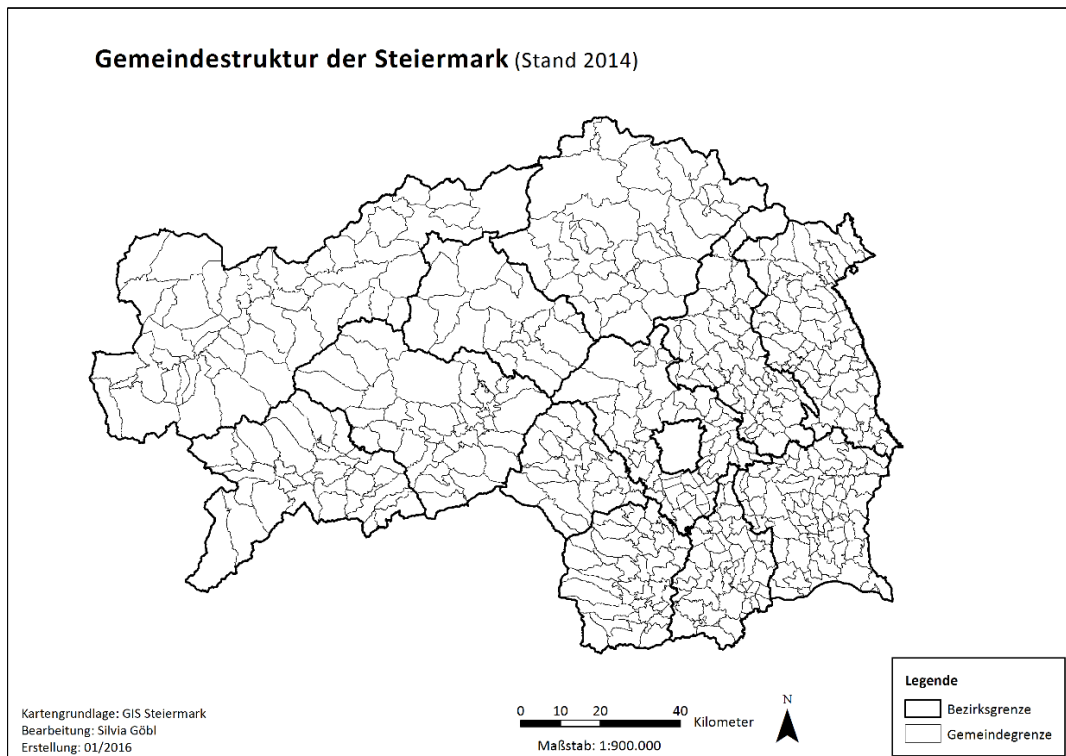 Gemeindestruktur der Steiermark (Stand 2014)
Kartengrundlage: GIS Steiermark
Bearbeitung: Silvia Göbl
Erstellung: 01/2016
0 10 20 40
Kilometer
Maßstab: 1:900.000
N
Legende
Bezirksgrenze
Gemeindegrenze